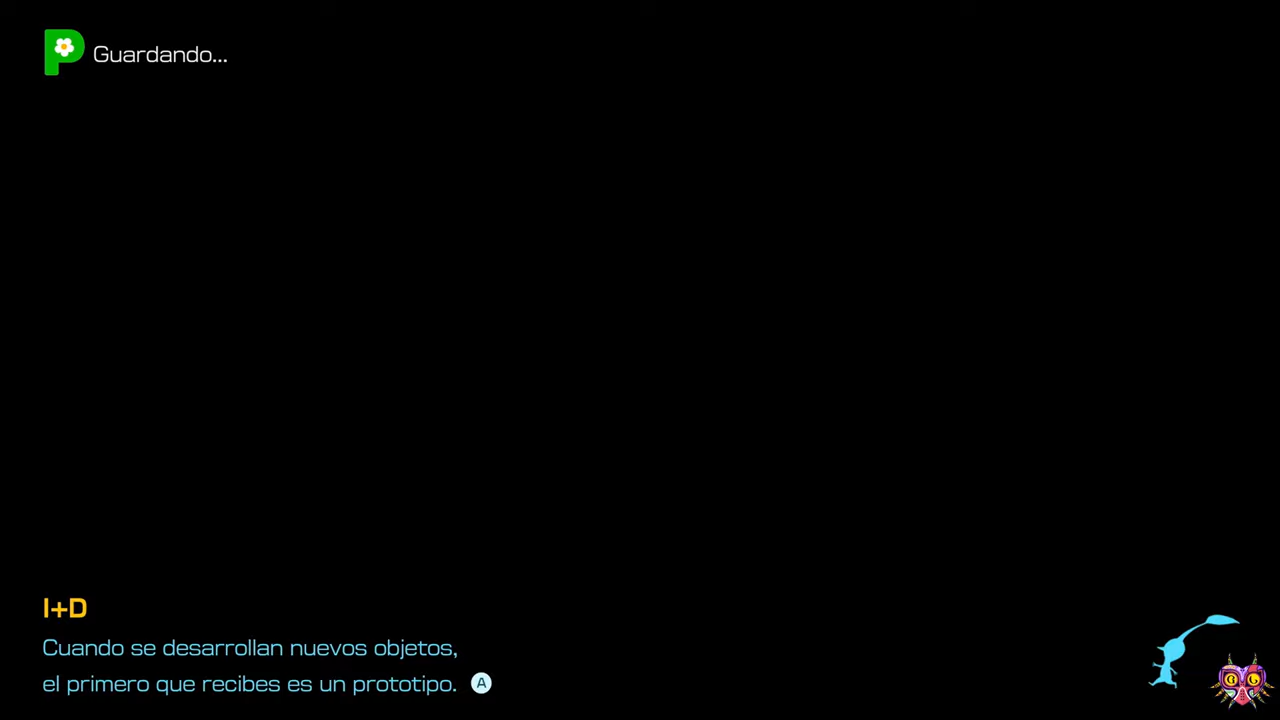 P Guardando...
I+D
Cuando se desarrollan nuevos objetos,
el primero que recibes es un prototipo. A
G G